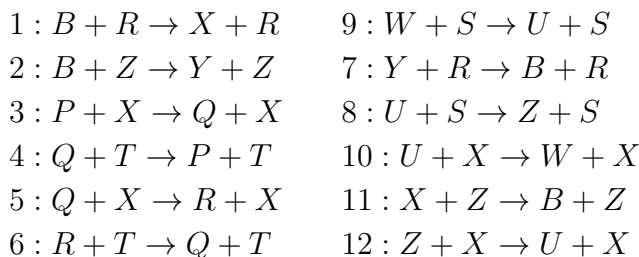 1 : B + R → X + R
2 : B + Z → Y + Z
3 : P + X → Q + X
4 : Q + T → P + T
5 : Q + X → R + X
6 : R + T → Q + T
9 : W + S → U + S
7 : Y + R → B + R
8 : U + S → Z + S
10 : U + X → W + X
11 : X + Z → B + Z
12 : Z + X → U + X